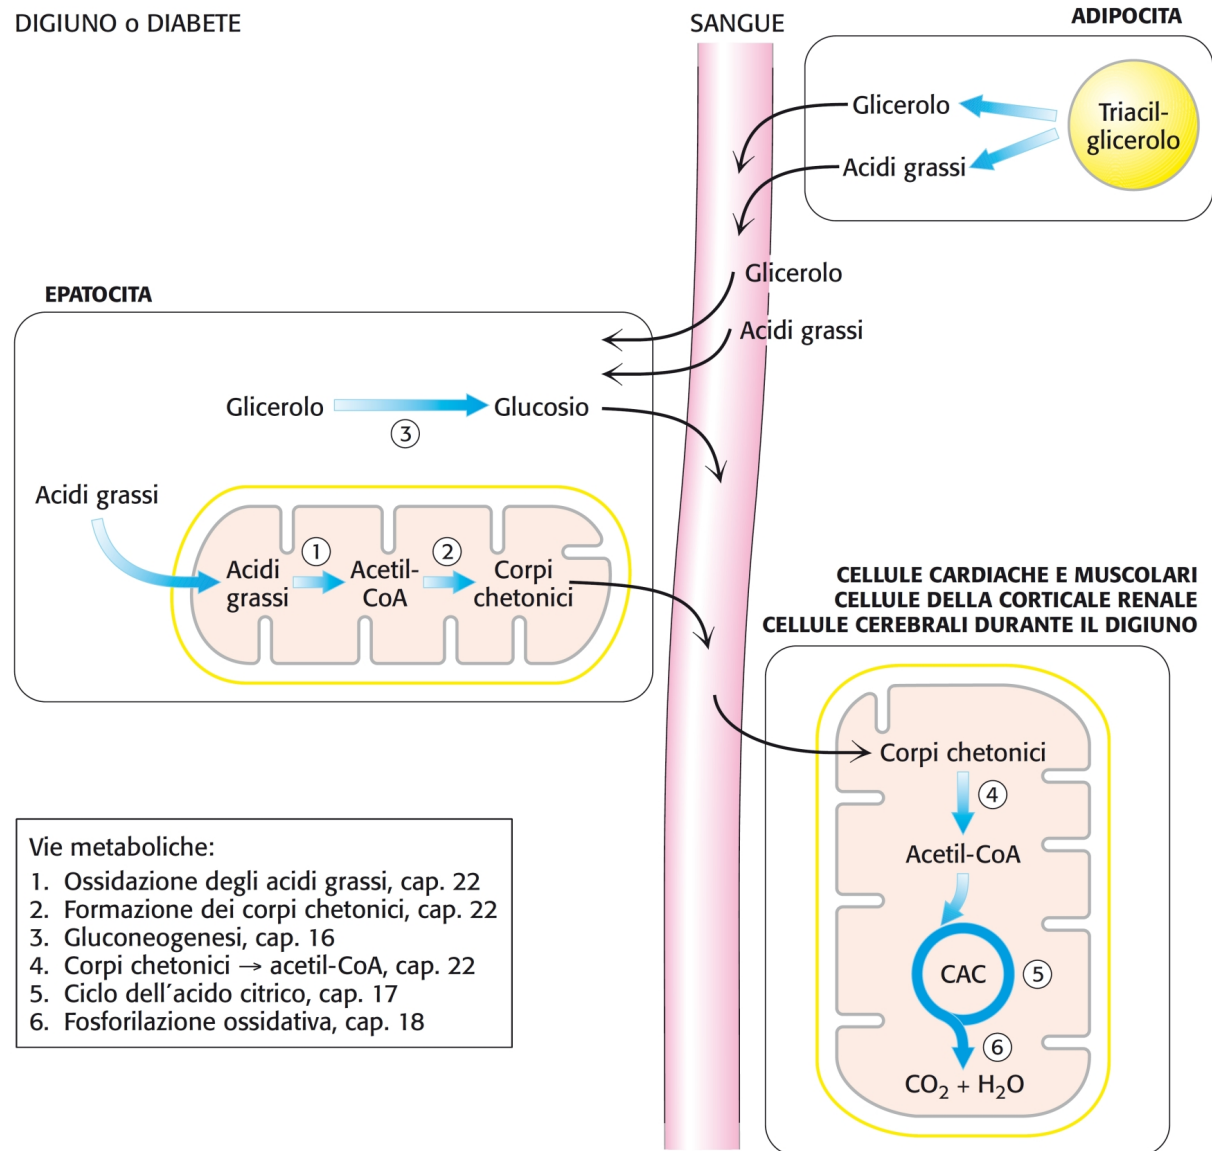 DIGIUNO o DIABETE
SANGUE
ADIPOCITA
Glicerolo
Triacil-
glicerolo
Acidi grassi
Glicerolo
Acidi grassi
EPATOCITA
Glicerolo
Glucosio
3
Acidi grassi
1
2
Acidi
grassi
Acetil-
CoA
Corpi
chetonici
CELLULE CARDIACHE E MUSCOLARI
CELLULE DELLA CORTICALE RENALE
CELLULE CEREBRALI DURANTE IL DIGIUNO
Corpi chetonici
4
Acetil-CoA
CAC
5
6
CO₂ + H₂O
Vie metaboliche:
1. Ossidazione degli acidi grassi, cap. 22
2. Formazione dei corpi chetonici, cap. 22
3. Gluconeogenesi, cap. 16
4. Corpi chetonici → acetil-CoA, cap. 22
5. Ciclo dell´acido citrico, cap. 17
6. Fosforilazione ossidativa, cap. 18